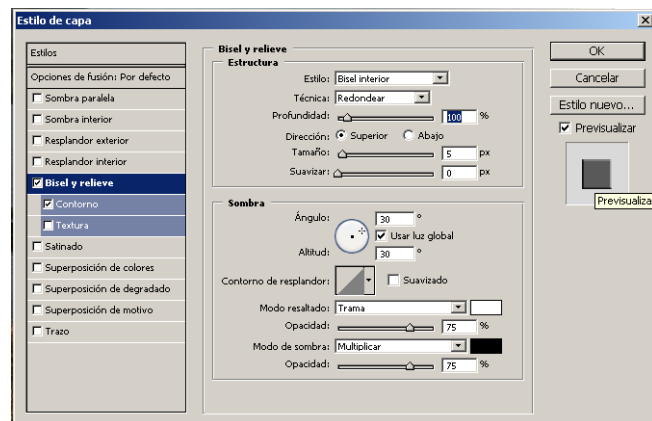 Estilo de capa
Estilos
Opciones de fusión: Por defecto
Sombra paralela
Sombra interior
Resplandor exterior
Resplandor interior
Bisel y relieve
Contorno
Textura
Satinado
Superposición de colores
Superposición de degradado
Superposición de motivo
Trazo
Bisel y relieve
Estructura
Estilo: Bisel interior
Técnica: Redondear
Profundidad: 100 %
Dirección: Superior Abajo
Tamaño: 5 px
Suavizar: 0 px
Sombra
Ángulo: 30 °
Usar luz global
Altitud: 30 °
Contorno de resplandor: Suavizado
Modo resaltado: Trama
Opacidad: 75 %
Modo de sombra: Multiplicar
Opacidad: 75 %
OK
Cancelar
Estilo nuevo...
Previsualizar
Previsualiza